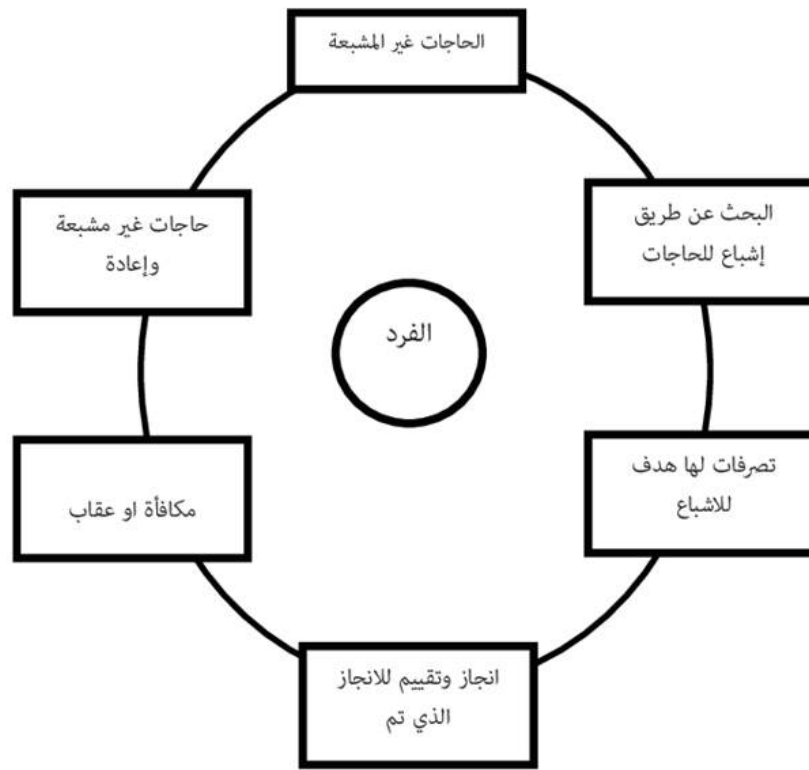 الحاجات غير المشبعة
البحث عن طريق
إشباع للحاجات
حاجات غير مشبعة
وإعادة
الفرد
تصرفات لها هدف
للاشباع
مكافأة او عقاب
انجاز وتقييم للانجاز
الذي تم